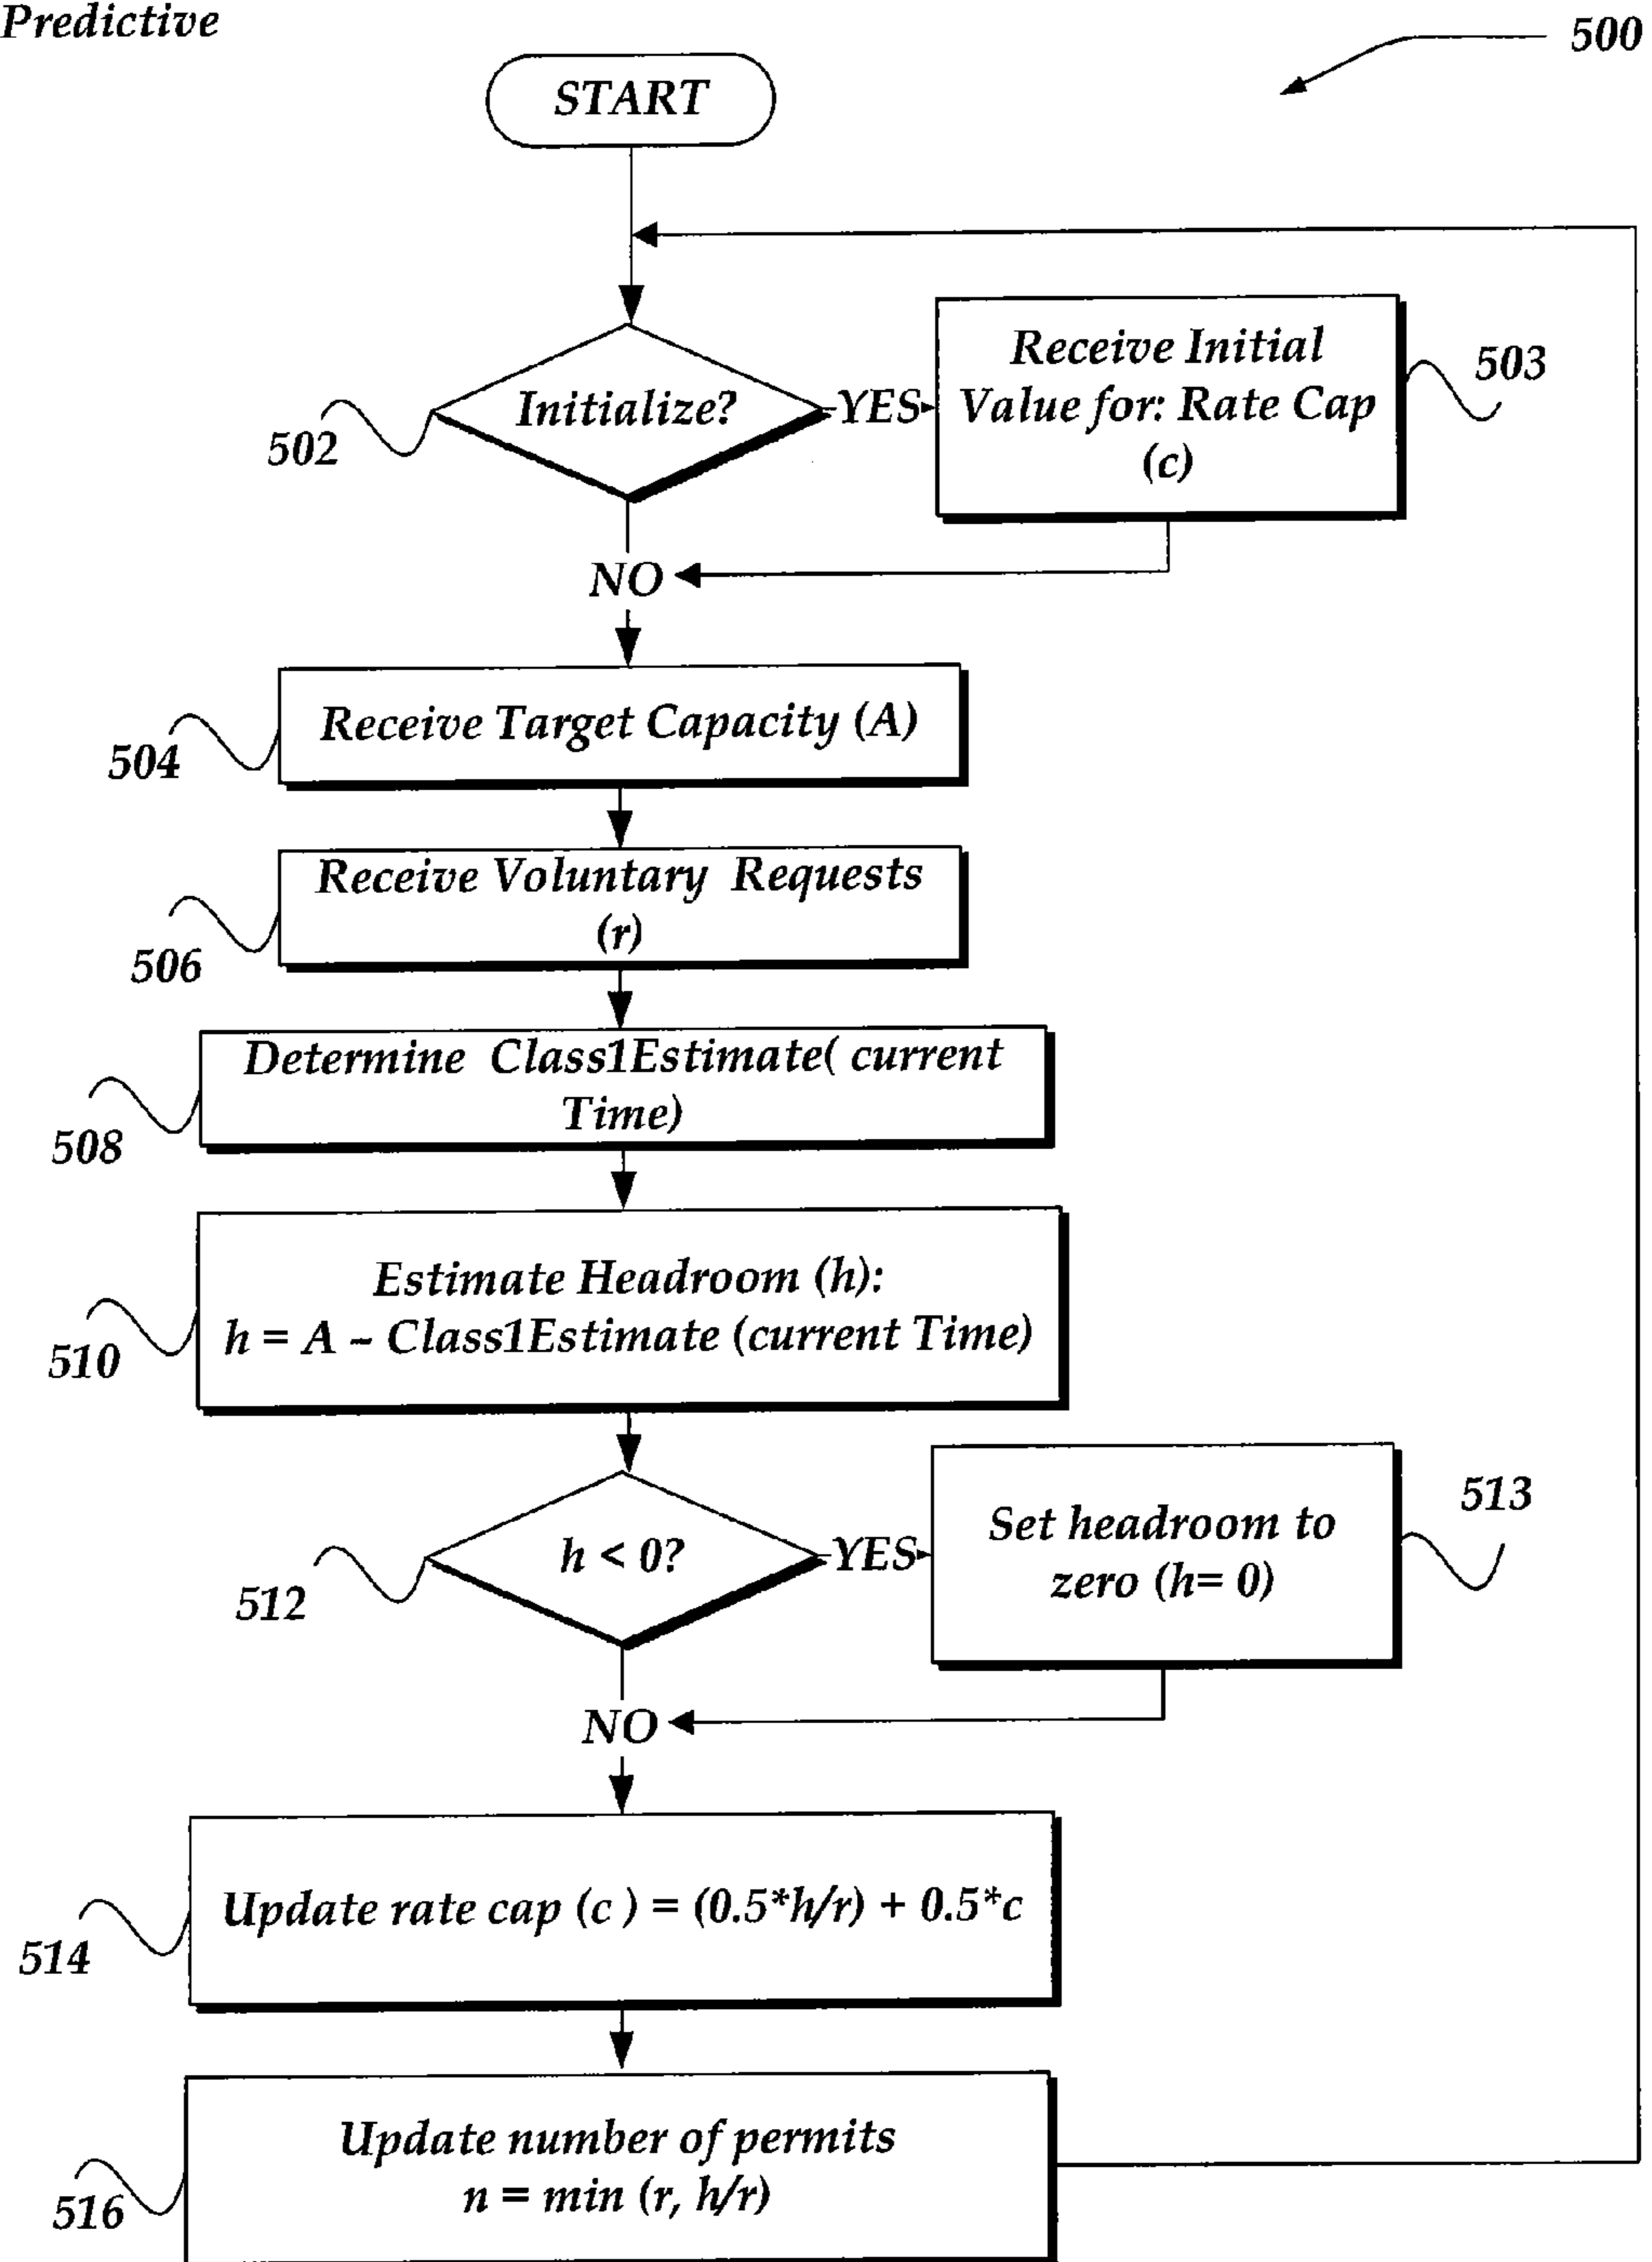 Predictive
500
START
Initialize?
YES
Receive Initial
Value for: Rate Cap
(c)
503
502
NO
Receive Target Capacity (A)
504
Receive Voluntary Requests
(r)
506
Determine Class1Estimate( current
Time)
508
Estimate Headroom (h):
h = A – Class1Estimate (current Time)
510
h < 0?
YES
Set headroom to
zero (h= 0)
513
512
NO
Update rate cap (c ) = (0.5*h/r) + 0.5*c
514
Update number of permits
n = min (r, h/r)
516